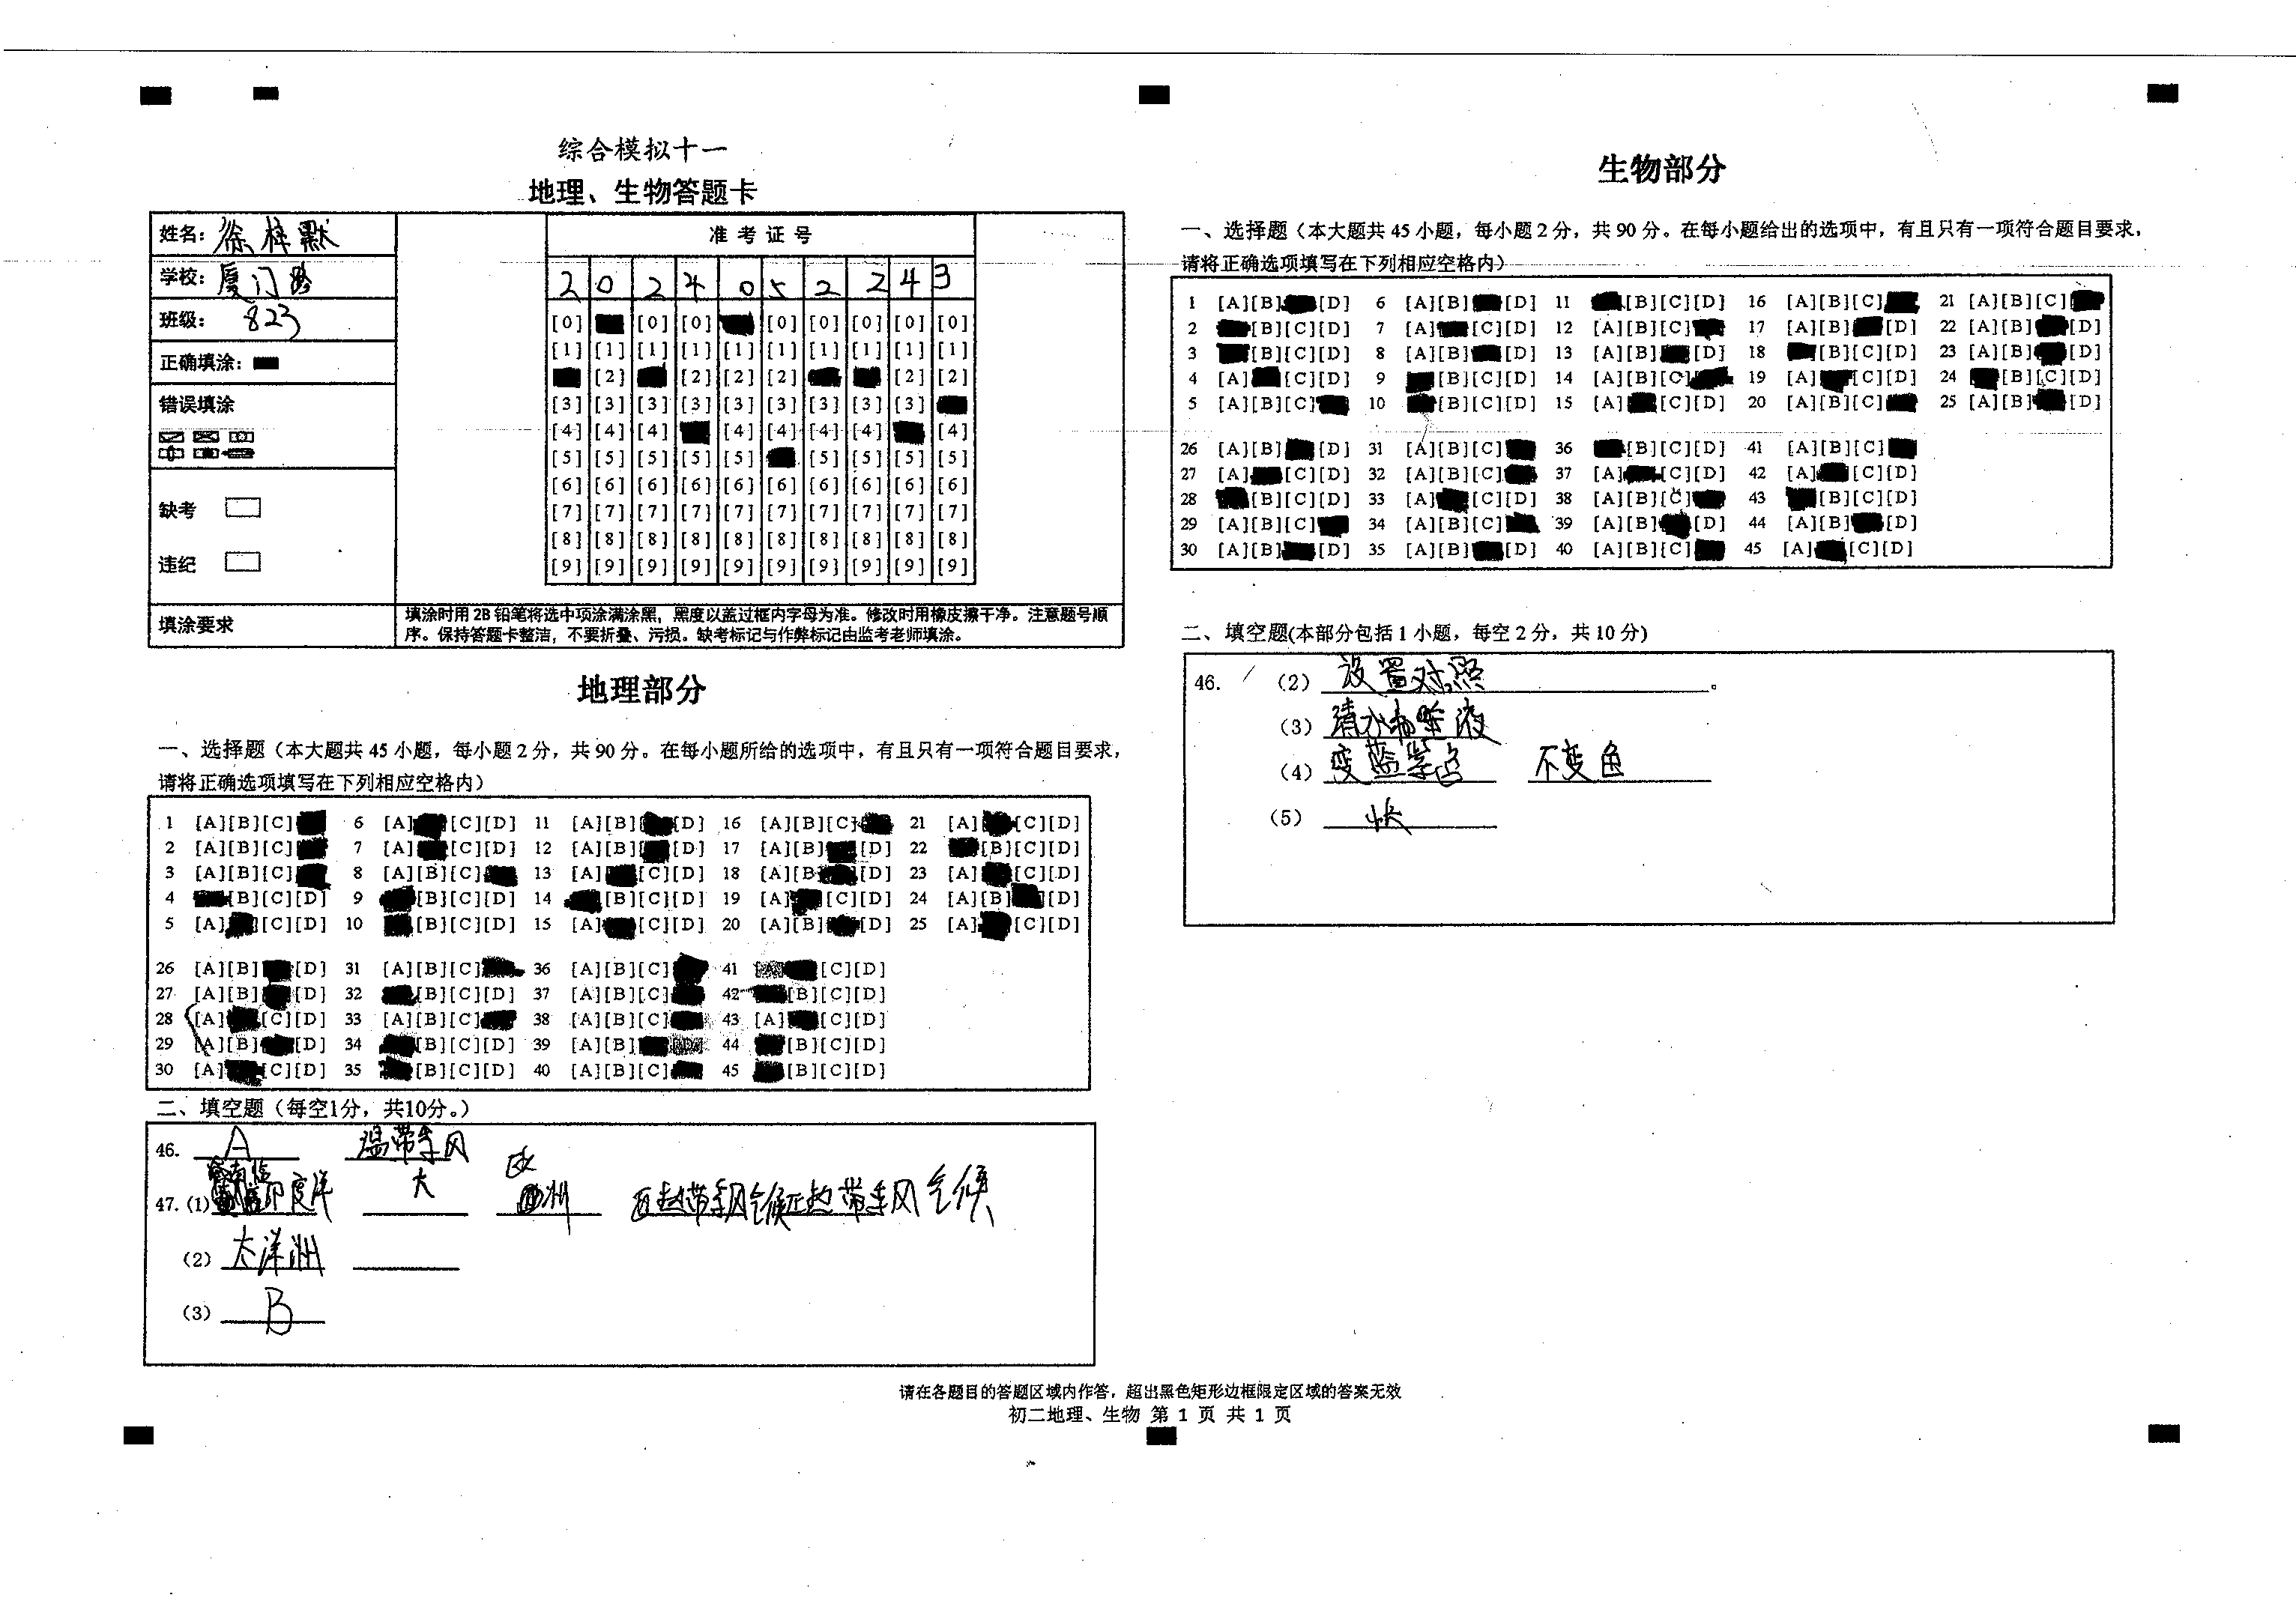 综合模拟十一
地理、生物答题卡
姓名：徐梓默
学校：厦门路
班级：823
正确填涂：
错误填涂
缺考
违纪
准考证号
2 0 2 4 0 5 2 2 4 3
[0] [0] [0] [0] [0] [0] [0] [0]
[1] [1] [1] [1] [1] [1] [1] [1] [1] [1]
[2] [2] [2] [2] [2] [2]
[3] [3] [3] [3] [3] [3] [3] [3] [3]
[4] [4] [4] [4] [4] [4] [4] [4]
[5] [5] [5] [5] [5] [5] [5] [5] [5]
[6] [6] [6] [6] [6] [6] [6] [6] [6] [6]
[7] [7] [7] [7] [7] [7] [7] [7] [7] [7]
[8] [8] [8] [8] [8] [8] [8] [8] [8] [8]
[9] [9] [9] [9] [9] [9] [9] [9] [9] [9]
填涂要求
填涂时用 2B 铅笔将选中项涂满涂黑，黑度以盖过框内字母为准。修改时用橡皮擦干净。注意题号顺
序。保持答题卡整洁，不要折叠、污损。缺考标记与作弊标记由监考老师填涂。
地理部分
一、选择题（本大题共 45 小题，每小题 2 分，共 90 分。在每小题所给的选项中，有且只有一项符合题目要求，
请将正确选项填写在下列相应空格内）
1 [A][B][C] 6 [A] [C][D] 11 [A][B] [D] 16 [A][B][C] 21 [A] [C][D]
2 [A][B][C] 7 [A] [C][D] 12 [A][B] [D] 17 [A][B] [D] 22 [B][C][D]
3 [A][B][C] 8 [A][B][C] 13 [A] [C][D] 18 [A][B] [D] 23 [A] [C][D]
4 [B][C][D] 9 [B][C][D] 14 [B][C][D] 19 [A] [C][D] 24 [A][B] [D]
5 [A] [C][D] 10 [B][C][D] 15 [A] [C][D] 20 [A][B] [D] 25 [A] [C][D]
26 [A][B] [D] 31 [A][B][C] 36 [A][B][C] 41 [A] [C][D]
27 [A][B] [D] 32 [B][C][D] 37 [A][B][C] 42 [B][C][D]
28 [A] [C][D] 33 [A][B][C] 38 [A][B][C] 43 [A] [C][D]
29 [A][B] [D] 34 [B][C][D] 39 [A][B] [D] 44 [B][C][D]
30 [A] [C][D] 35 [B][C][D] 40 [A][B][C] 45 [B][C][D]
二、填空题（每空1分，共10分。）
46. A 温带季风
47. (1) 印度洋 大 欧 洲 热带季风气候 热带季风气候
（2）大洋洲
（3）B
生物部分
一、选择题（本大题共 45 小题，每小题 2 分，共 90 分。在每小题给出的选项中，有且只有一项符合题目要求，
请将正确选项填写在下列相应空格内）
1 [A][B] [D] 6 [A][B] [D] 11 [B][C][D] 16 [A][B][C] 21 [A][B][C]
2 [B][C][D] 7 [A] [C][D] 12 [A][B][C] 17 [A][B] [D] 22 [A][B] [D]
3 [B][C][D] 8 [A][B] [D] 13 [A][B] [D] 18 [B][C][D] 23 [A][B] [D]
4 [A] [C][D] 9 [B][C][D] 14 [A][B][C] 19 [A] [C][D] 24 [B][C][D]
5 [A][B][C] 10 [B][C][D] 15 [A] [C][D] 20 [A][B][C] 25 [A][B] [D]
26 [A][B] [D] 31 [A][B][C] 36 [B][C][D] 41 [A][B][C]
27 [A] [C][D] 32 [A][B][C] 37 [A] [C][D] 42 [A] [C][D]
28 [B][C][D] 33 [A] [C][D] 38 [A][B][C] 43 [B][C][D]
29 [A][B][C] 34 [A][B][C] 39 [A][B] [D] 44 [A][B] [D]
30 [A][B] [D] 35 [A][B] [D] 40 [A][B][C] 45 [A] [C][D]
二、填空题(本部分包括 1 小题，每空 2 分，共 10 分)
46. （2）设置对照。
（3）清水和唾液
（4）变蓝紫色 不变色
（5）快
请在各题目的答题区域内作答，超出黑色矩形边框限定区域的答案无效
初二地理、生物 第 1 页 共 1 页